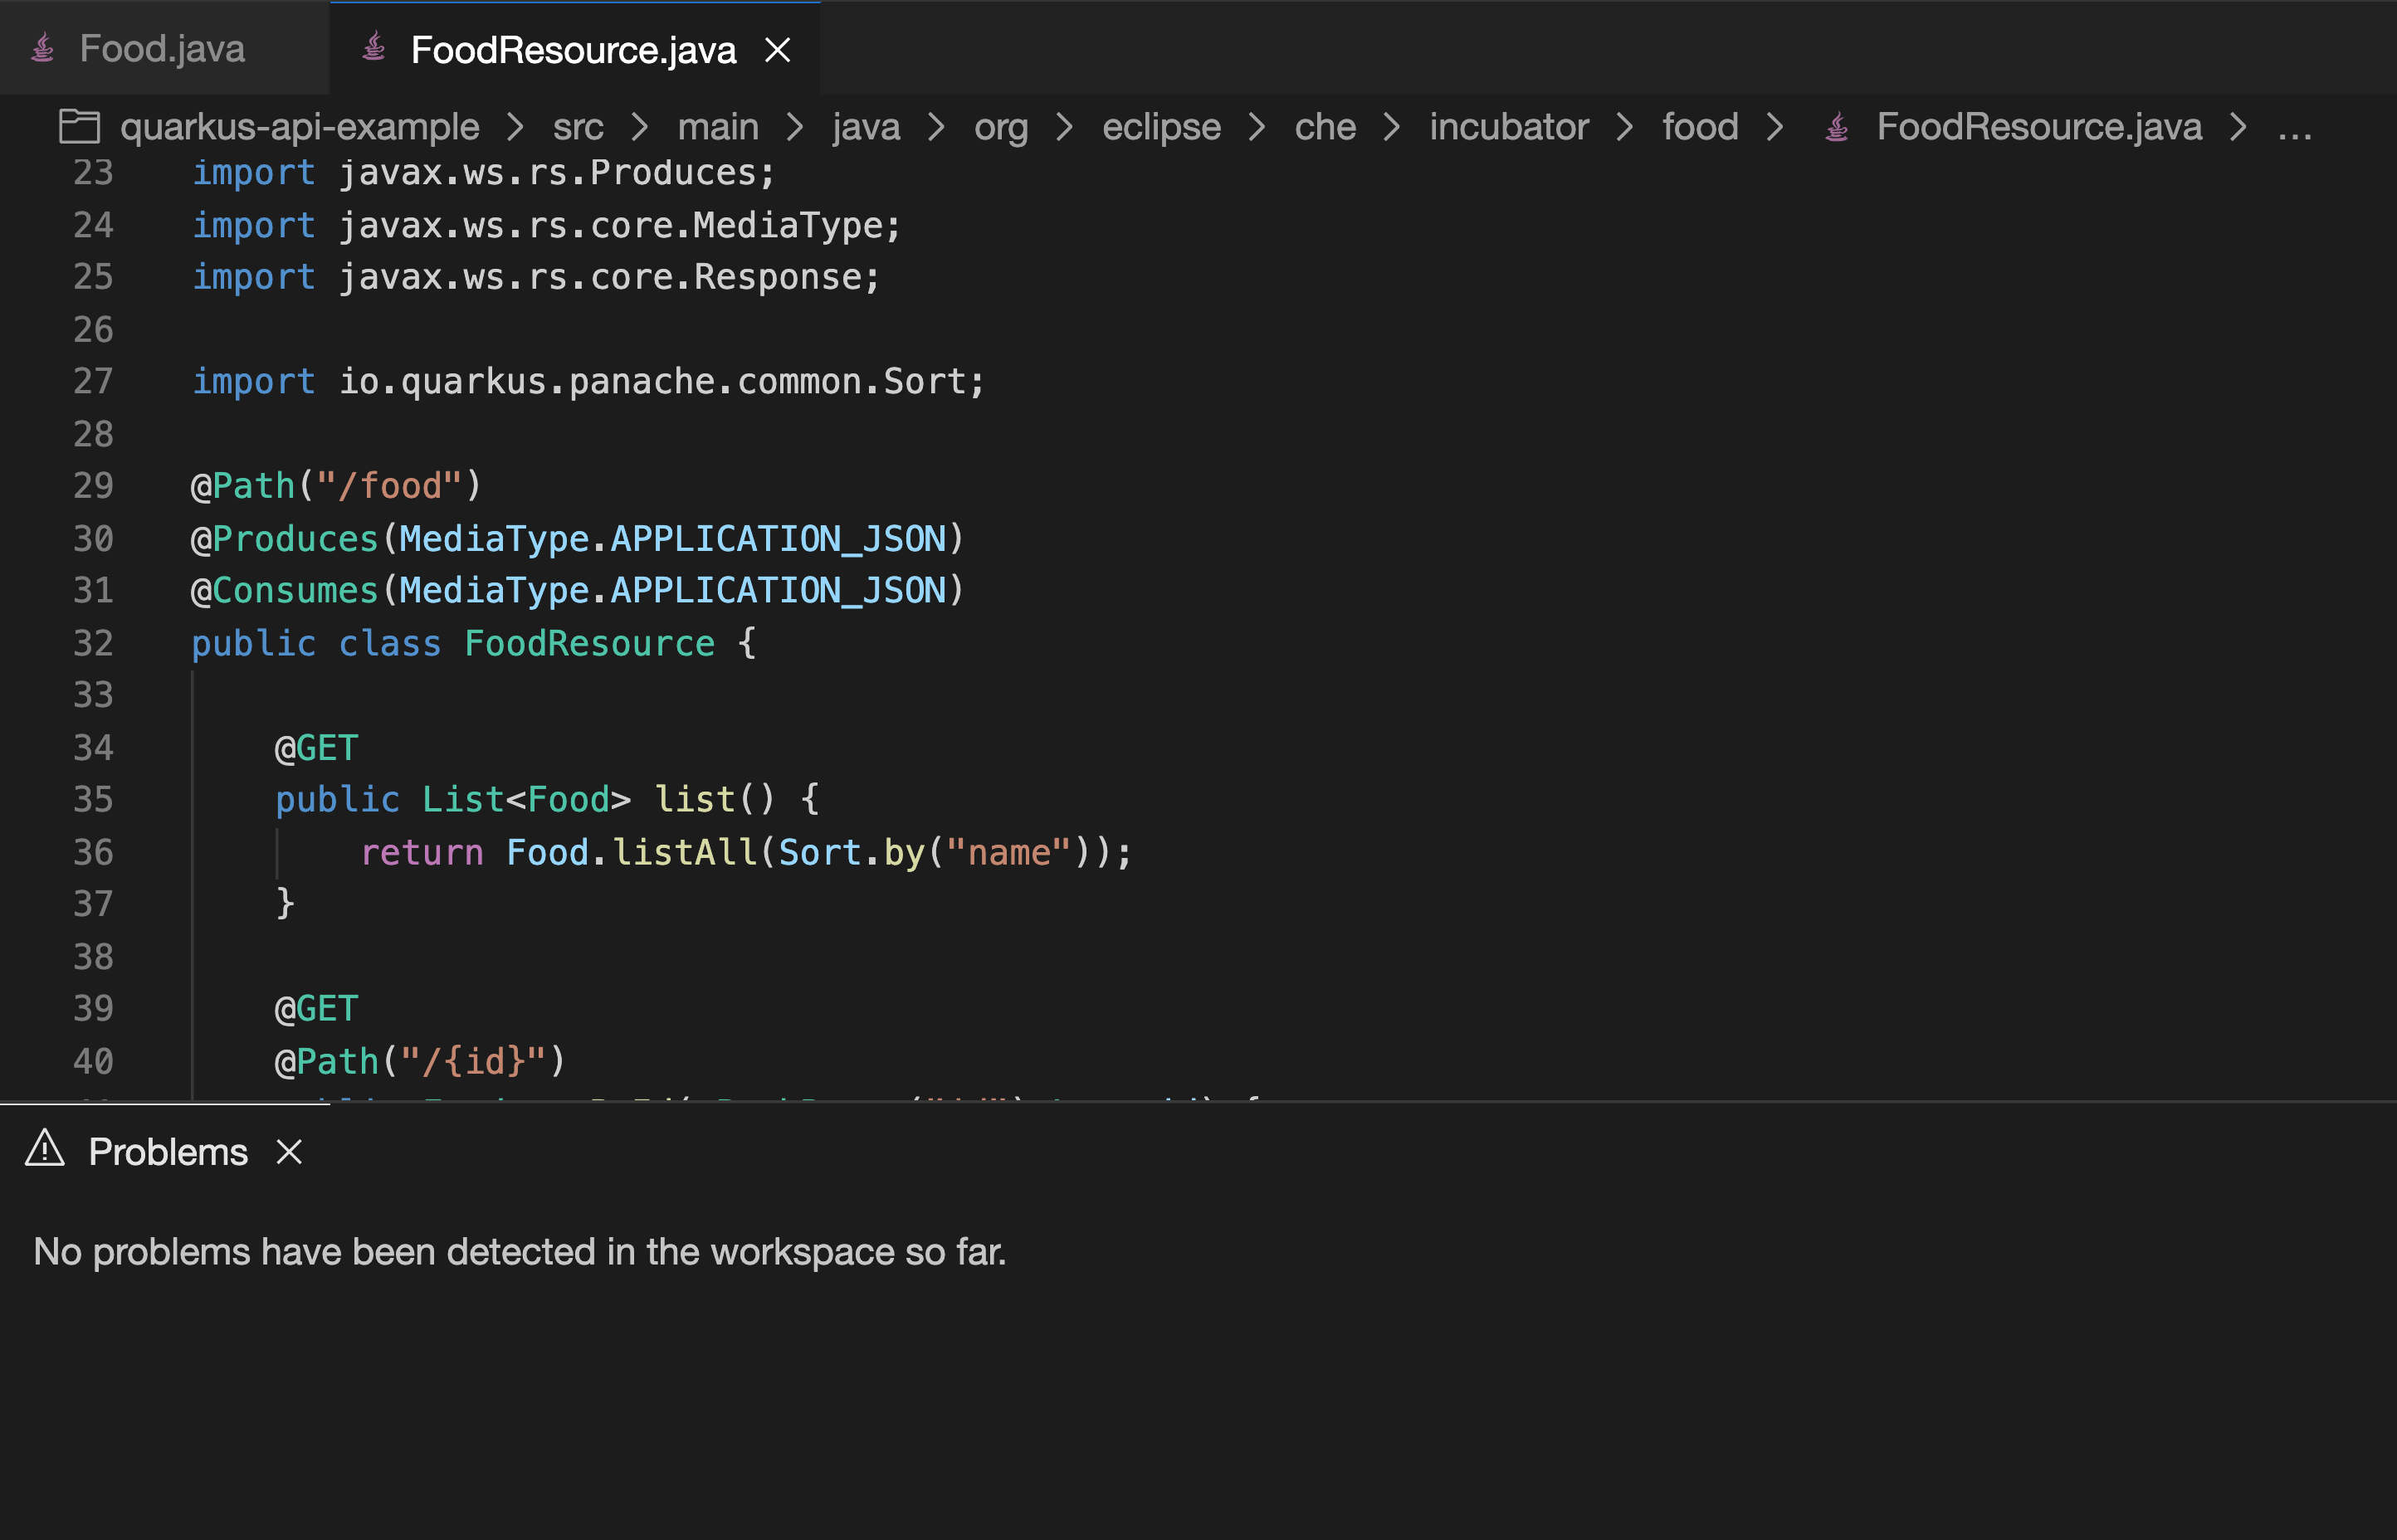 Food.java FoodResource.java
quarkus-api-example > src > main > java > org > eclipse > che > incubator > food > FoodResource.java > ...
23 import javax.ws.rs.Produces;
24 import javax.ws.rs.core.MediaType;
25 import javax.ws.rs.core.Response;
26
27 import io.quarkus.panache.common.Sort;
28
29 @Path("/food")
30 @Produces(MediaType.APPLICATION_JSON)
31 @Consumes(MediaType.APPLICATION_JSON)
32 public class FoodResource {
33
34     @GET
35     public List<Food> list() {
36         return Food.listAll(Sort.by("name"));
37     }
38
39     @GET
40     @Path("/{id}")
Problems
No problems have been detected in the workspace so far.